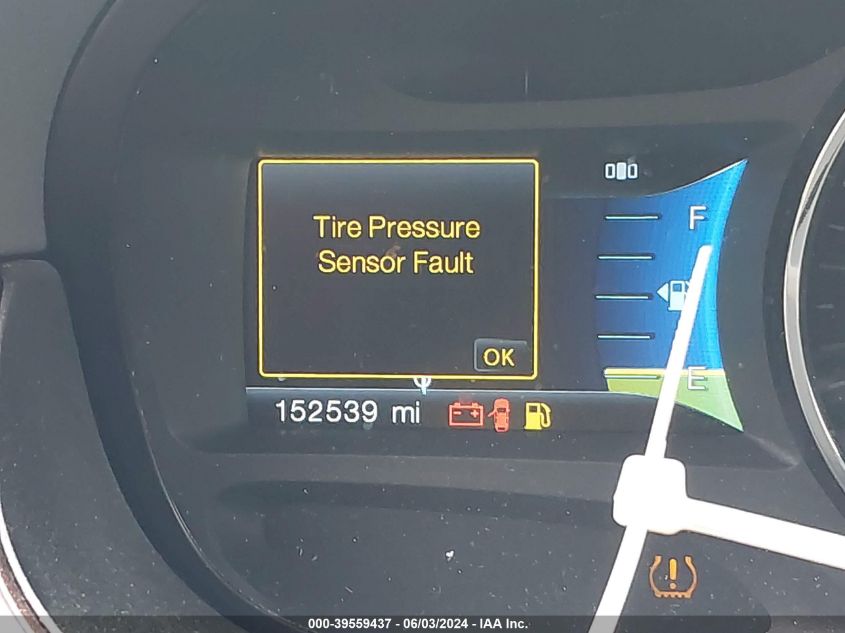 Tire Pressure
Sensor Fault
OK
F
E
152539 mi
000-39559437 - 06/03/2024 - IAA Inc.